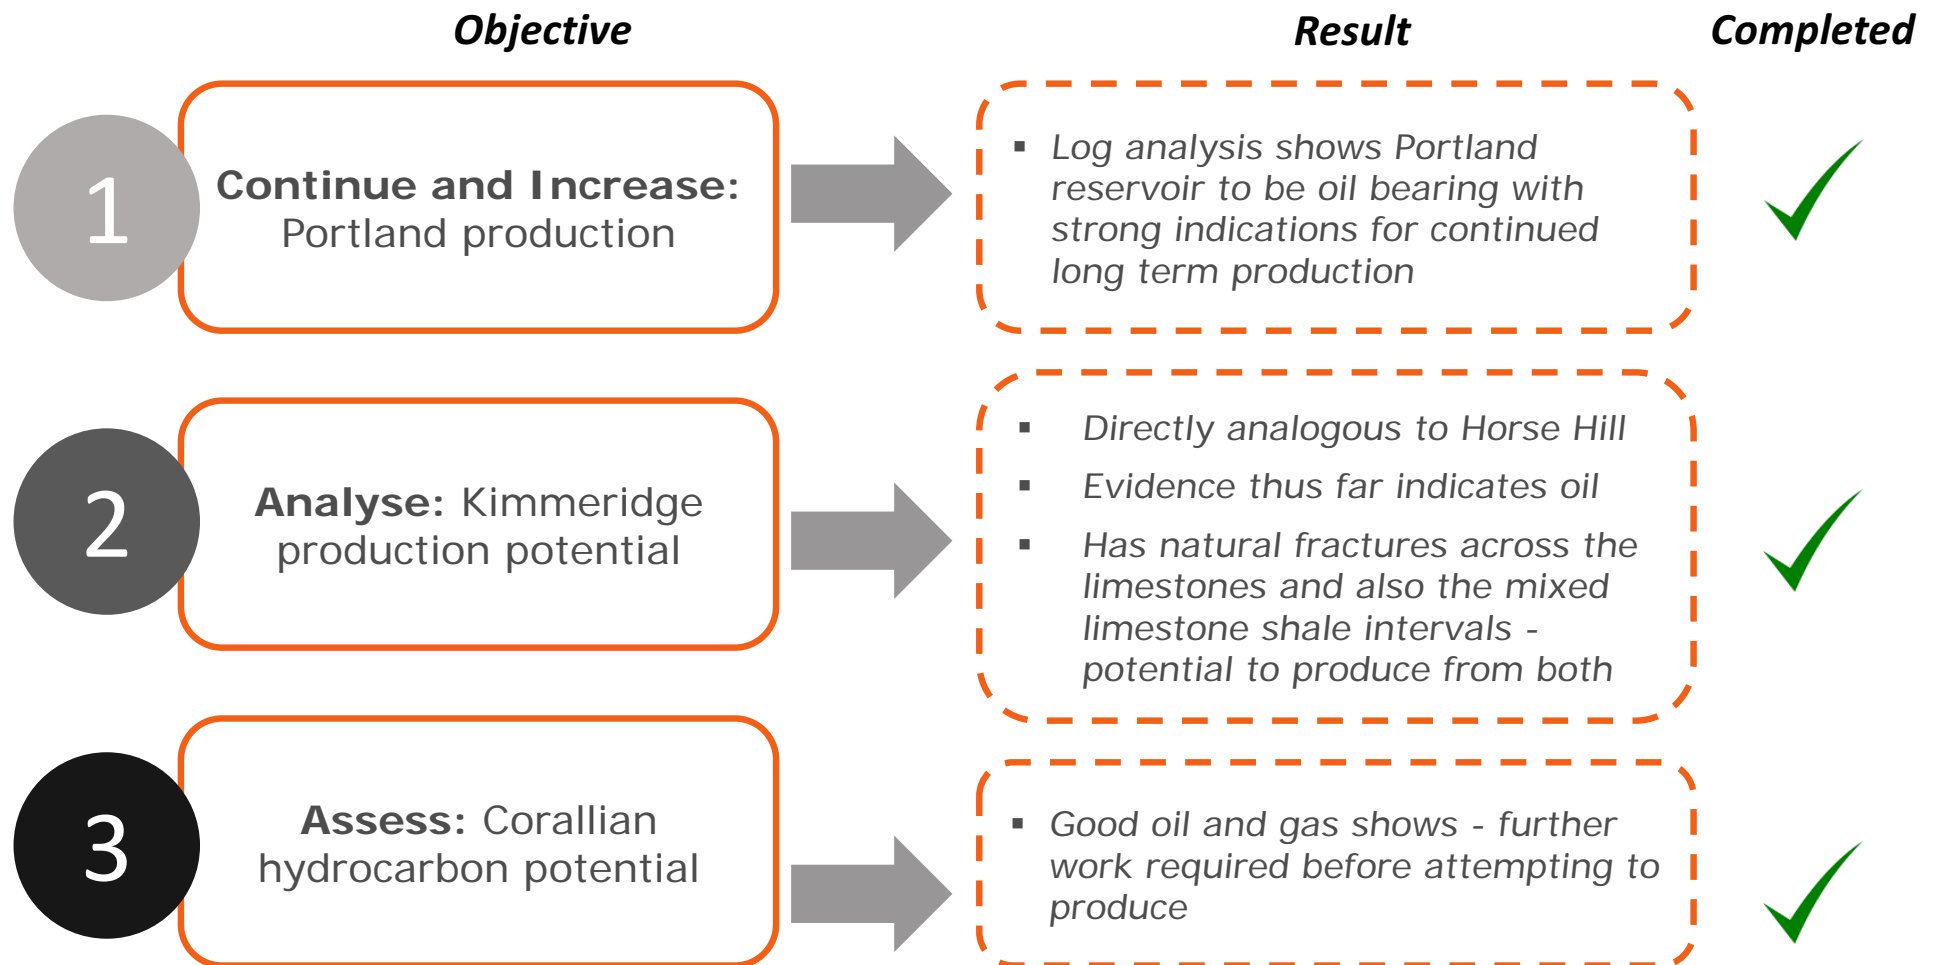 Objective Result Completed
1
Continue and Increase:
Portland production
▪ Log analysis shows Portland
reservoir to be oil bearing with
strong indications for continued
long term production
2
Analyse: Kimmeridge
production potential
▪ Directly analogous to Horse Hill
▪ Evidence thus far indicates oil
▪ Has natural fractures across the
limestones and also the mixed
limestone shale intervals -
potential to produce from both
3
Assess: Corallian
hydrocarbon potential
▪ Good oil and gas shows - further
work required before attempting to
produce